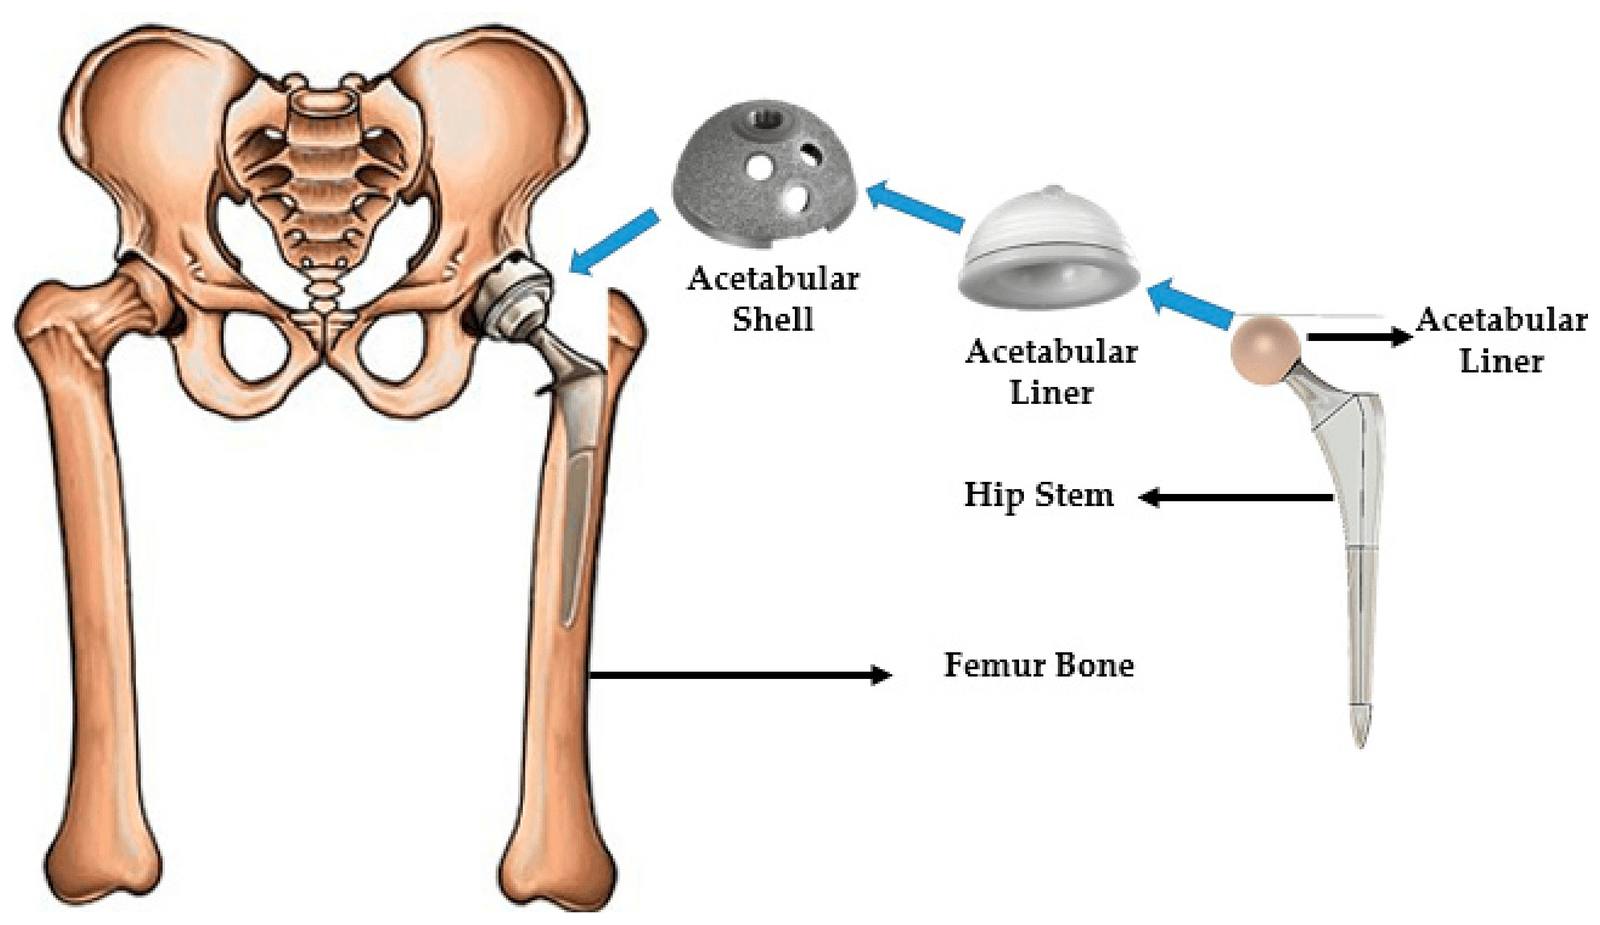 Acetabular
Shell
Acetabular
Liner
Acetabular
Liner
Hip Stem
Femur Bone